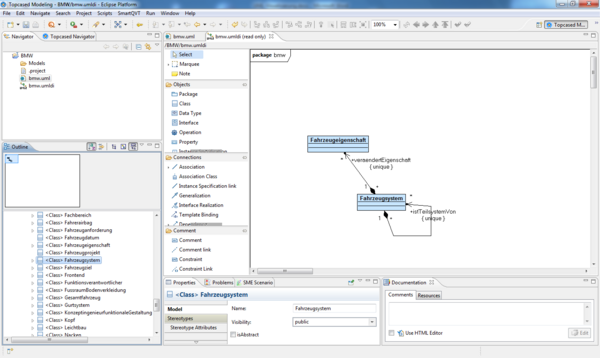 Topcased Modeling - BMW/bmw.umldi - Eclipse Platform
File Edit Navigate Search Project Scripts SmartQVT Run Window Help
100%
Topcased M...
Navigator
Topcased Navigator
BMW
Models
.project
bmw.uml
bmw.umldi
Outline
<Class> Fachbereich
<Class> Fahrerairbag
<Class> Fahrzeuganforderung
<Class> Fahrzeugdatum
<Class> Fahrzeugeigenschaft
<Class> Fahrzeugprojekt
<Class> Fahrzeugsystem
<Class> Fahrzeugziel
<Class> Frontend
<Class> Funktionsverantwortlicher
<Class> Fussraumbodenverkleidung
<Class> Gesamtfahrzeug
<Class> Gurtsystem
<Class> KonzeptingenieurfunktionaleGestaltung
<Class> Kopf
<Class> Leichtbau
<Class> Nacken
bmw.uml
bmw.umldi (read only)
/BMW/bmw.umldi
Select
Marquee
Note
Objects
Package
Class
Data Type
Interface
Operation
Property
Connections
Association
Association Class
Instance Specification link
Generalization
Interface Realization
Template Binding
Comment
Comment
Comment link
Constraint
Constraint Link
package bmw
Fahrzeugeigenschaft
*
+versendertEigenschaft
{ unique }
1
*
*
Fahrzeugsystem
+istTeilsystemVon
{ unique }
1
*
Properties
Problems
SME Scenario
<Class> Fahrzeugsystem
Model
Stereotypes
Stereotype Attributes
Name:
Fahrzeugsystem
Visibility:
public
isAbstract
Documentation
Comments
Resources
Use HTML Editor
Edit